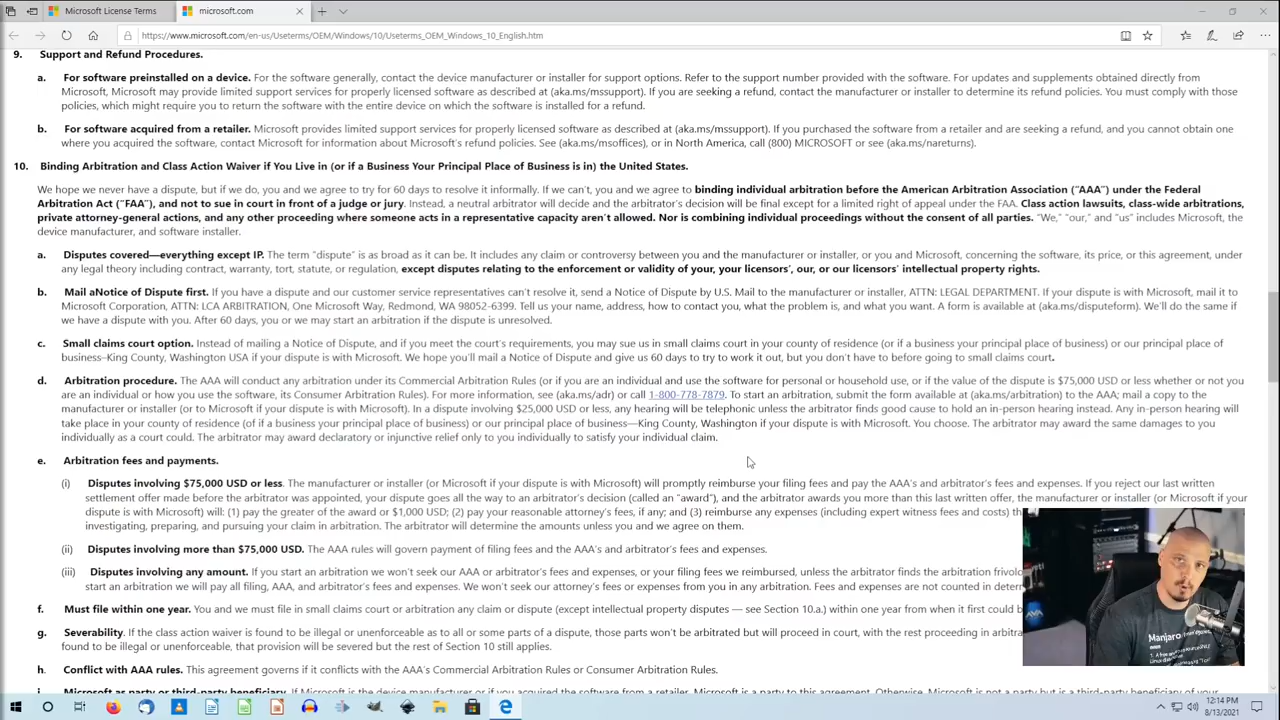 Microsoft License Terms
microsoft.com
https://www.microsoft.com/en-us/Useterms/OEM/Windows/10/Useterms_OEM_Windows_10_English.htm
9. Support and Refund Procedures.
a. For software preinstalled on a device. For the software generally, contact the device manufacturer or installer for support options. Refer to the support number provided with the software. For updates and supplements obtained directly from
Microsoft, Microsoft may provide limited support services for properly licensed software as described at (aka.ms/mssupport). If you are seeking a refund, contact the manufacturer or installer to determine its refund policies. You must comply with those
policies, which might require you to return the software with the entire device on which the software is installed for a refund.
b. For software acquired from a retailer. Microsoft provides limited support services for properly licensed software as described at (aka.ms/mssupport). If you purchased the software from a retailer and are seeking a refund, and you cannot obtain one
where you acquired the software, contact Microsoft for information about Microsoft's refund policies. See (aka.ms/msoffices), or in North America, call (800) MICROSOFT or see (aka.ms/nareturns).
10. Binding Arbitration and Class Action Waiver if You Live in (or if a Business Your Principal Place of Business is in) the United States.
We hope we never have a dispute, but if we do, you and we agree to try for 60 days to resolve it informally. If we can't, you and we agree to binding individual arbitration before the American Arbitration Association ("AAA") under the Federal
Arbitration Act ("FAA"), and not to sue in court in front of a judge or jury. Instead, a neutral arbitrator will decide and the arbitrator's decision will be final except for a limited right of appeal under the FAA. Class action lawsuits, class-wide arbitrations,
private attorney-general actions, and any other proceeding where someone acts in a representative capacity aren't allowed. Nor is combining individual proceedings without the consent of all parties. "We," "our," and "us" includes Microsoft, the
device manufacturer, and software installer.
a. Disputes covered—everything except IP. The term "dispute" is as broad as it can be. It includes any claim or controversy between you and the manufacturer or installer, or you and Microsoft, concerning the software, its price, or this agreement, under
any legal theory including contract, warranty, tort, statute, or regulation, except disputes relating to the enforcement or validity of your, your licensors', our, or our licensors' intellectual property rights.
b. Mail aNotice of Dispute first. If you have a dispute and our customer service representatives can't resolve it, send a Notice of Dispute by U.S. Mail to the manufacturer or installer, ATTN: LEGAL DEPARTMENT. If your dispute is with Microsoft, mail it to
Microsoft Corporation, ATTN: LCA ARBITRATION, One Microsoft Way, Redmond, WA 98052-6399. Tell us your name, address, how to contact you, what the problem is, and what you want. A form is available at (aka.ms/disputeform). We'll do the same if
we have a dispute with you. After 60 days, you or we may start an arbitration if the dispute is unresolved.
c. Small claims court option. Instead of mailing a Notice of Dispute, and if you meet the court's requirements, you may sue us in small claims court in your county of residence (or if a business your principal place of business) or our principal place of
business–King County, Washington USA if your dispute is with Microsoft. We hope you'll mail a Notice of Dispute and give us 60 days to try to work it out, but you don't have to before going to small claims court.
d. Arbitration procedure. The AAA will conduct any arbitration under its Commercial Arbitration Rules (or if you are an individual and use the software for personal or household use, or if the value of the dispute is $75,000 USD or less whether or not you
are an individual or how you use the software, its Consumer Arbitration Rules). For more information, see (aka.ms/adr) or call 1-800-778-7879. To start an arbitration, submit the form available at (aka.ms/arbitration) to the AAA; mail a copy to the
manufacturer or installer (or to Microsoft if your dispute is with Microsoft). In a dispute involving $25,000 USD or less, any hearing will be telephonic unless the arbitrator finds good cause to hold an in-person hearing instead. Any in-person hearing will
take place in your county of residence (of if a business your principal place of business) or our principal place of business—King County, Washington if your dispute is with Microsoft. You choose. The arbitrator may award the same damages to you
individually as a court could. The arbitrator may award declaratory or injunctive relief only to you individually to satisfy your individual claim.
e. Arbitration fees and payments.
(i) Disputes involving $75,000 USD or less. The manufacturer or installer (or Microsoft if your dispute is with Microsoft) will promptly reimburse your filing fees and pay the AAA's and arbitrator's fees and expenses. If you reject our last written
settlement offer made before the arbitrator was appointed, your dispute goes all the way to an arbitrator's decision (called an "award"), and the arbitrator awards you more than this last written offer, the manufacturer or installer (or Microsoft if your
dispute is with Microsoft) will: (1) pay the greater of the award or $1,000 USD; (2) pay your reasonable attorney's fees, if any; and (3) reimburse any expenses (including expert witness fees and costs) th
investigating, preparing, and pursuing your claim in arbitration. The arbitrator will determine the amounts unless you and we agree on them.
(ii) Disputes involving more than $75,000 USD. The AAA rules will govern payment of filing fees and the AAA's and arbitrator's fees and expenses.
(iii) Disputes involving any amount. If you start an arbitration we won't seek our AAA or arbitrator's fees and expenses, or your filing fees we reimbursed, unless the arbitrator finds the arbitration frivol
start an arbitration we will pay all filing, AAA, and arbitrator's fees and expenses. We won't seek our attorney's fees or expenses from you in any arbitration. Fees and expenses are not counted in deter
f. Must file within one year. You and we must file in small claims court or arbitration any claim or dispute (except intellectual property disputes — see Section 10.a.) within one year from when it first could b
g. Severability. If the class action waiver is found to be illegal or unenforceable as to all or some parts of a dispute, those parts won't be arbitrated but will proceed in court, with the rest proceeding in arbitra
found to be illegal or unenforceable, that provision will be severed but the rest of Section 10 still applies.
h. Conflict with AAA rules. This agreement governs if it conflicts with the AAA's Commercial Arbitration Rules or Consumer Arbitration Rules.
i. Microsoft as party or third-party beneficiary. If Microsoft is the device manufacturer or if you acquired the software from a retailer, Microsoft is a party to this agreement. Otherwise, Microsoft is not a party but is a third-party beneficiary of your
Manjaro
12:14 PM
8/13/2021